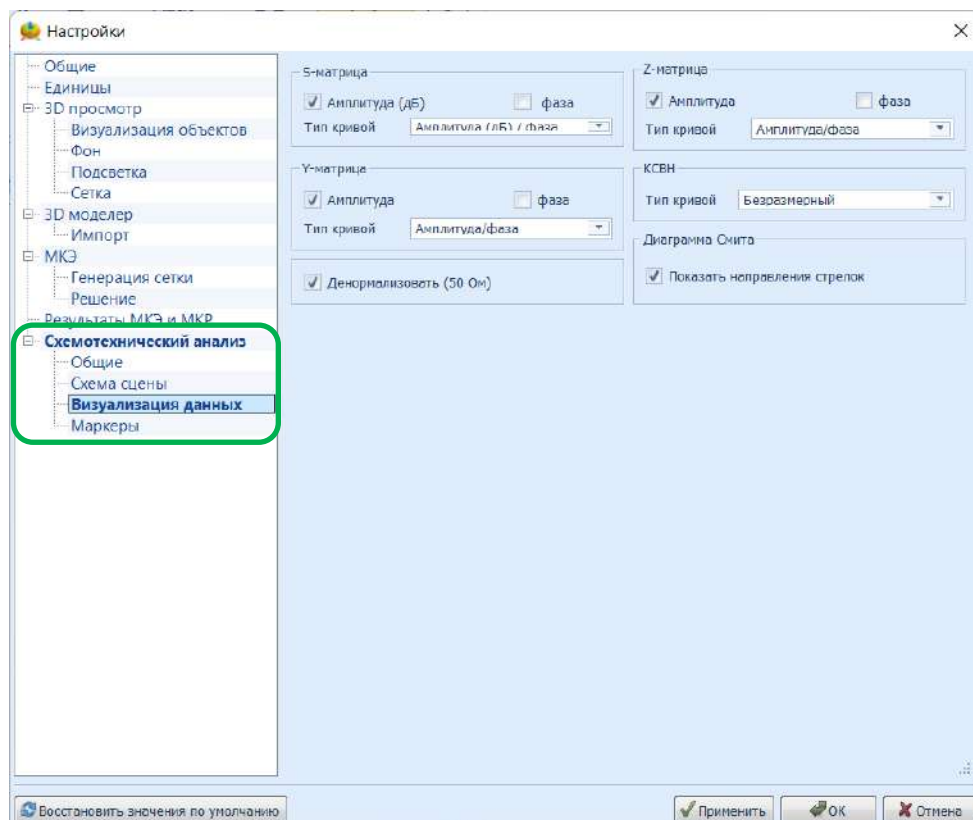 Настройки
Общие
Единицы
3D просмотр
Визуализация объектов
Фон
Подсветка
Сетка
3D моделер
Импорт
МКЭ
Генерация сетки
Решение
Результаты МКЭ и МКР
Схемотехнический анализ
Общие
Схема сцены
Визуализация данных
Маркеры
S-матрица
Амплитуда (дБ) фаза
Тип кривой Амплитуда (дБ) / фаза
Y-матрица
Амплитуда фаза
Тип кривой Амплитуда/фаза
Денормализовать (50 Ом)
Z-матрица
Амплитуда фаза
Тип кривой Амплитуда/фаза
КСВН
Тип кривой Безразмерный
Диаграмма Смита
Показать направления стрелок
Восстановить значения по умолчанию
Применить
ОК
Отмена